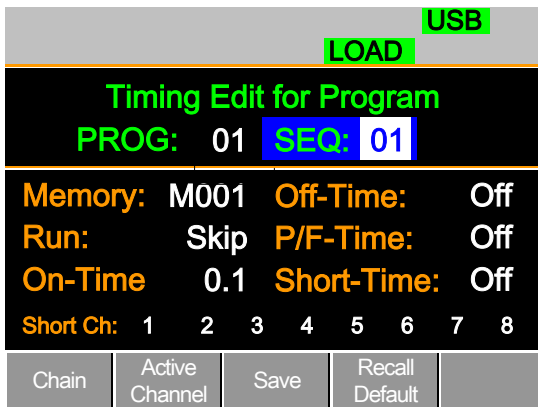 USB
LOAD
Timing Edit for Program
PROG: 01 SEQ: 01
Memory: M001 Off-Time: Off
Run: Skip P/F-Time: Off
On-Time 0.1 Short-Time: Off
Short Ch: 1 2 3 4 5 6 7 8
Chain Active Channel Save Recall Default